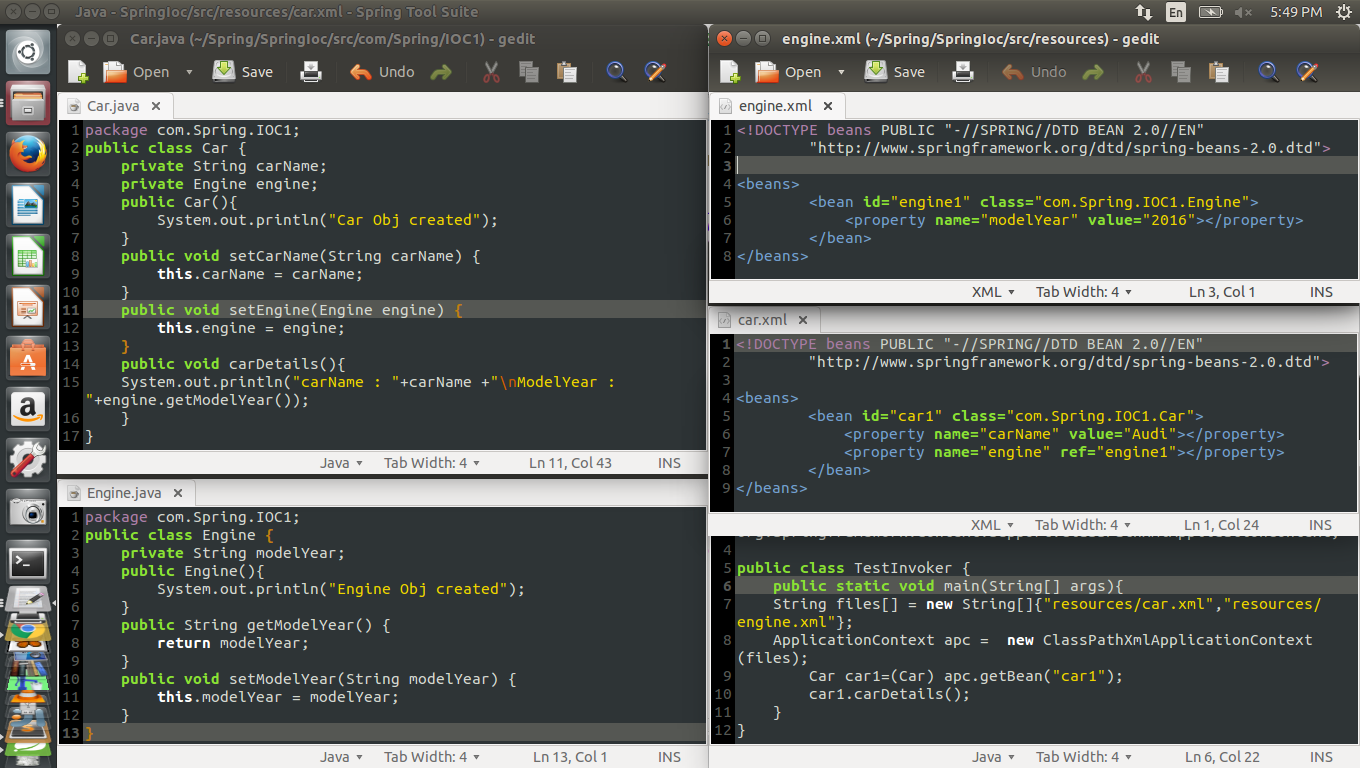 Java - SpringIoc/src/resources/car.xml - Spring Tool Suite
En
5:49 PM
Car.java (~/Spring/SpringIoc/src/com/Spring/IOC1) - gedit
Open
Save
Undo
Car.java
1 package com.Spring.IOC1;
2 public class Car {
3 private String carName;
4 private Engine engine;
5 public Car(){
6 System.out.println("Car Obj created");
7 }
8 public void setCarName(String carName) {
9 this.carName = carName;
10 }
11 public void setEngine(Engine engine) {
12 this.engine = engine;
13 }
14 public void carDetails(){
15 System.out.println("carName : "+carName +"\nModelYear :
"+engine.getModelYear());
16 }
17 }
Java
Tab Width: 4
Ln 11, Col 43
INS
Engine.java
1 package com.Spring.IOC1;
2 public class Engine {
3 private String modelYear;
4 public Engine(){
5 System.out.println("Engine Obj created");
6 }
7 public String getModelYear() {
8 return modelYear;
9 }
10 public void setModelYear(String modelYear) {
11 this.modelYear = modelYear;
12 }
13 }
Java
Tab Width: 4
Ln 13, Col 1
INS
engine.xml (~/Spring/SpringIoc/src/resources) - gedit
Open
Save
Undo
engine.xml
1 <!DOCTYPE beans PUBLIC "-//SPRING//DTD BEAN 2.0//EN"
2 "http://www.springframework.org/dtd/spring-beans-2.0.dtd">
3
4 <beans>
5 <bean id="engine1" class="com.Spring.IOC1.Engine">
6 <property name="modelYear" value="2016"></property>
7 </bean>
8 </beans>
XML
Tab Width: 4
Ln 3, Col 1
INS
car.xml
1 <!DOCTYPE beans PUBLIC "-//SPRING//DTD BEAN 2.0//EN"
2 "http://www.springframework.org/dtd/spring-beans-2.0.dtd">
3
4 <beans>
5 <bean id="car1" class="com.Spring.IOC1.Car">
6 <property name="carName" value="Audi"></property>
7 <property name="engine" ref="engine1"></property>
8 </bean>
9 </beans>
XML
Tab Width: 4
Ln 1, Col 24
INS
4
5 public class TestInvoker {
6 public static void main(String[] args){
7 String files[] = new String[]{"resources/car.xml","resources/
engine.xml"};
8 ApplicationContext apc = new ClassPathXmlApplicationContext
(files);
9 Car car1=(Car) apc.getBean("car1");
10 car1.carDetails();
11 }
12 }
Java
Tab Width: 4
Ln 6, Col 22
INS